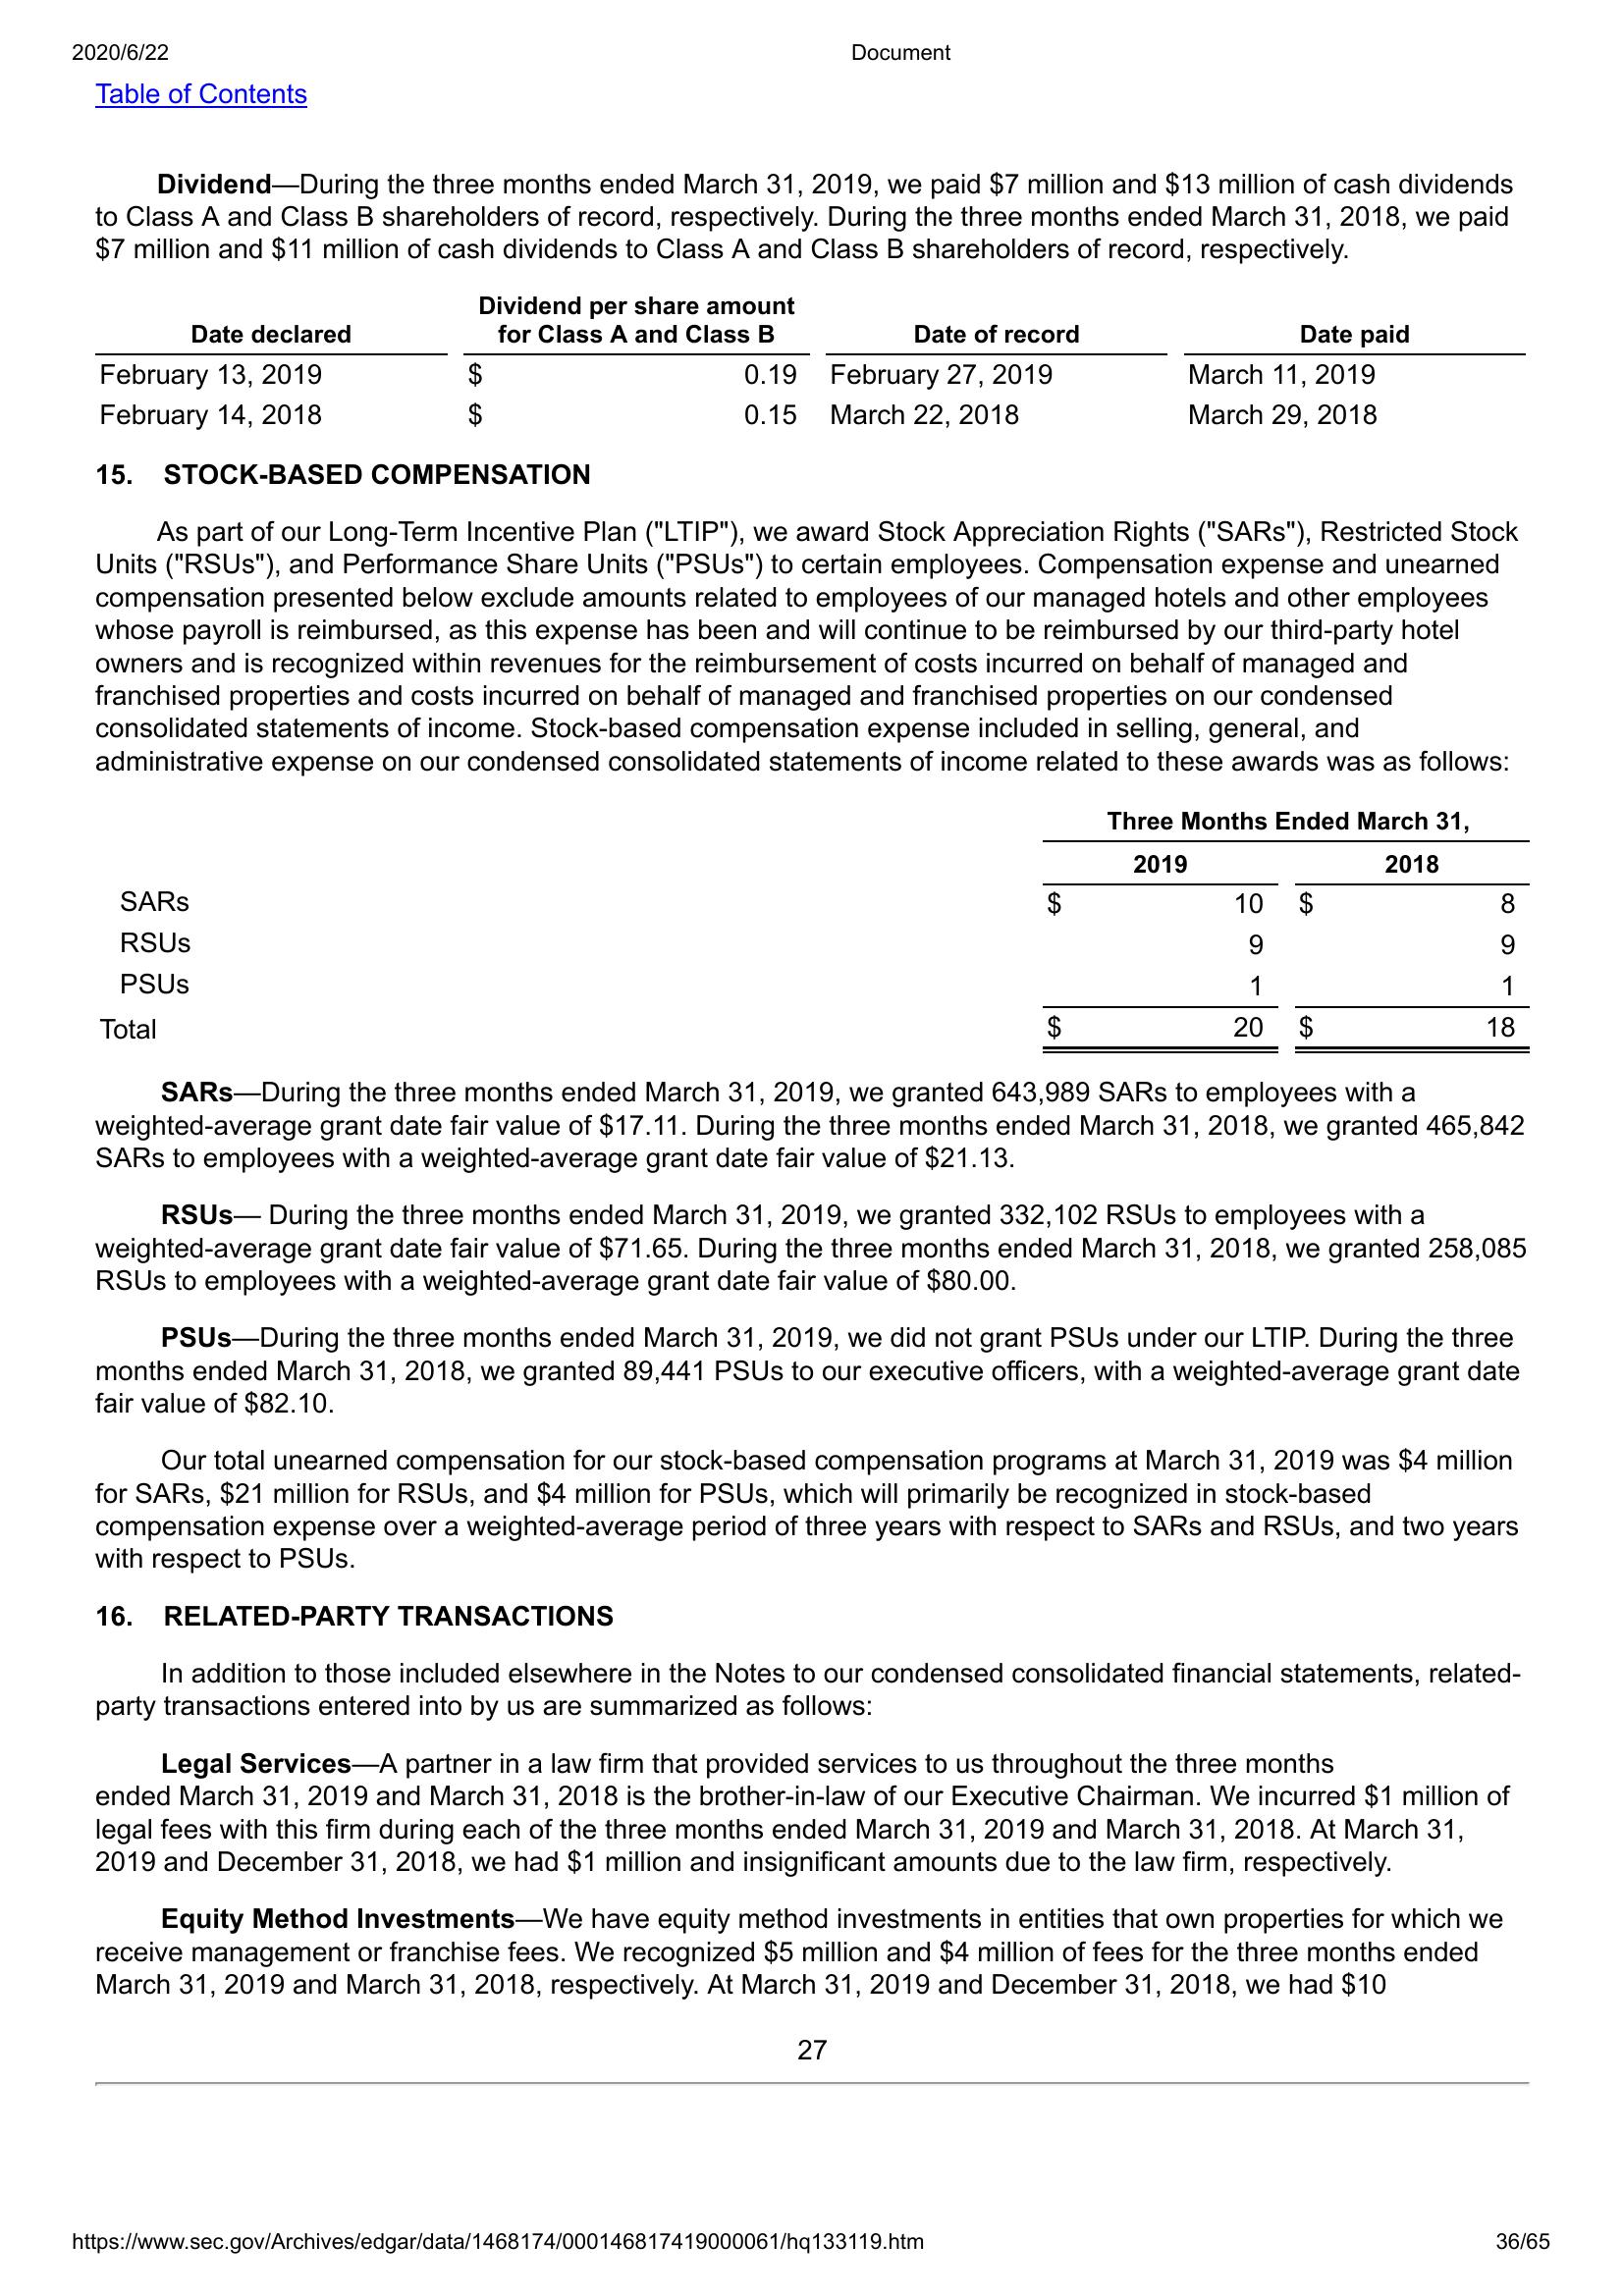 2020/6/22 Document
Table of Contents
Dividend—During the three months ended March 31, 2019, we paid $7 million and $13 million of cash dividends
to Class A and Class B shareholders of record, respectively. During the three months ended March 31, 2018, we paid
$7 million and $11 million of cash dividends to Class A and Class B shareholders of record, respectively.
Dividend per share amount
Date declared for Class A and Class B Date of record Date paid
February 13, 2019 $ 0.19 February 27, 2019 March 11, 2019
February 14, 2018 $ 0.15 March 22, 2018 March 29, 2018
15. STOCK-BASED COMPENSATION
As part of our Long-Term Incentive Plan ("LTIP"), we award Stock Appreciation Rights ("SARs"), Restricted Stock
Units ("RSUs"), and Performance Share Units ("PSUs") to certain employees. Compensation expense and unearned
compensation presented below exclude amounts related to employees of our managed hotels and other employees
whose payroll is reimbursed, as this expense has been and will continue to be reimbursed by our third-party hotel
owners and is recognized within revenues for the reimbursement of costs incurred on behalf of managed and
franchised properties and costs incurred on behalf of managed and franchised properties on our condensed
consolidated statements of income. Stock-based compensation expense included in selling, general, and
administrative expense on our condensed consolidated statements of income related to these awards was as follows:
Three Months Ended March 31,
2019 2018
SARs $ 10 $ 8
RSUs 9 9
PSUs 1 1
Total $ 20 $ 18
SARs—During the three months ended March 31, 2019, we granted 643,989 SARs to employees with a
weighted-average grant date fair value of $17.11. During the three months ended March 31, 2018, we granted 465,842
SARs to employees with a weighted-average grant date fair value of $21.13.
RSUs— During the three months ended March 31, 2019, we granted 332,102 RSUs to employees with a
weighted-average grant date fair value of $71.65. During the three months ended March 31, 2018, we granted 258,085
RSUs to employees with a weighted-average grant date fair value of $80.00.
PSUs—During the three months ended March 31, 2019, we did not grant PSUs under our LTIP. During the three
months ended March 31, 2018, we granted 89,441 PSUs to our executive officers, with a weighted-average grant date
fair value of $82.10.
Our total unearned compensation for our stock-based compensation programs at March 31, 2019 was $4 million
for SARs, $21 million for RSUs, and $4 million for PSUs, which will primarily be recognized in stock-based
compensation expense over a weighted-average period of three years with respect to SARs and RSUs, and two years
with respect to PSUs.
16. RELATED-PARTY TRANSACTIONS
In addition to those included elsewhere in the Notes to our condensed consolidated financial statements, related-
party transactions entered into by us are summarized as follows:
Legal Services—A partner in a law firm that provided services to us throughout the three months
ended March 31, 2019 and March 31, 2018 is the brother-in-law of our Executive Chairman. We incurred $1 million of
legal fees with this firm during each of the three months ended March 31, 2019 and March 31, 2018. At March 31,
2019 and December 31, 2018, we had $1 million and insignificant amounts due to the law firm, respectively.
Equity Method Investments—We have equity method investments in entities that own properties for which we
receive management or franchise fees. We recognized $5 million and $4 million of fees for the three months ended
March 31, 2019 and March 31, 2018, respectively. At March 31, 2019 and December 31, 2018, we had $10
27
https://www.sec.gov/Archives/edgar/data/1468174/000146817419000061/hq133119.htm 36/65